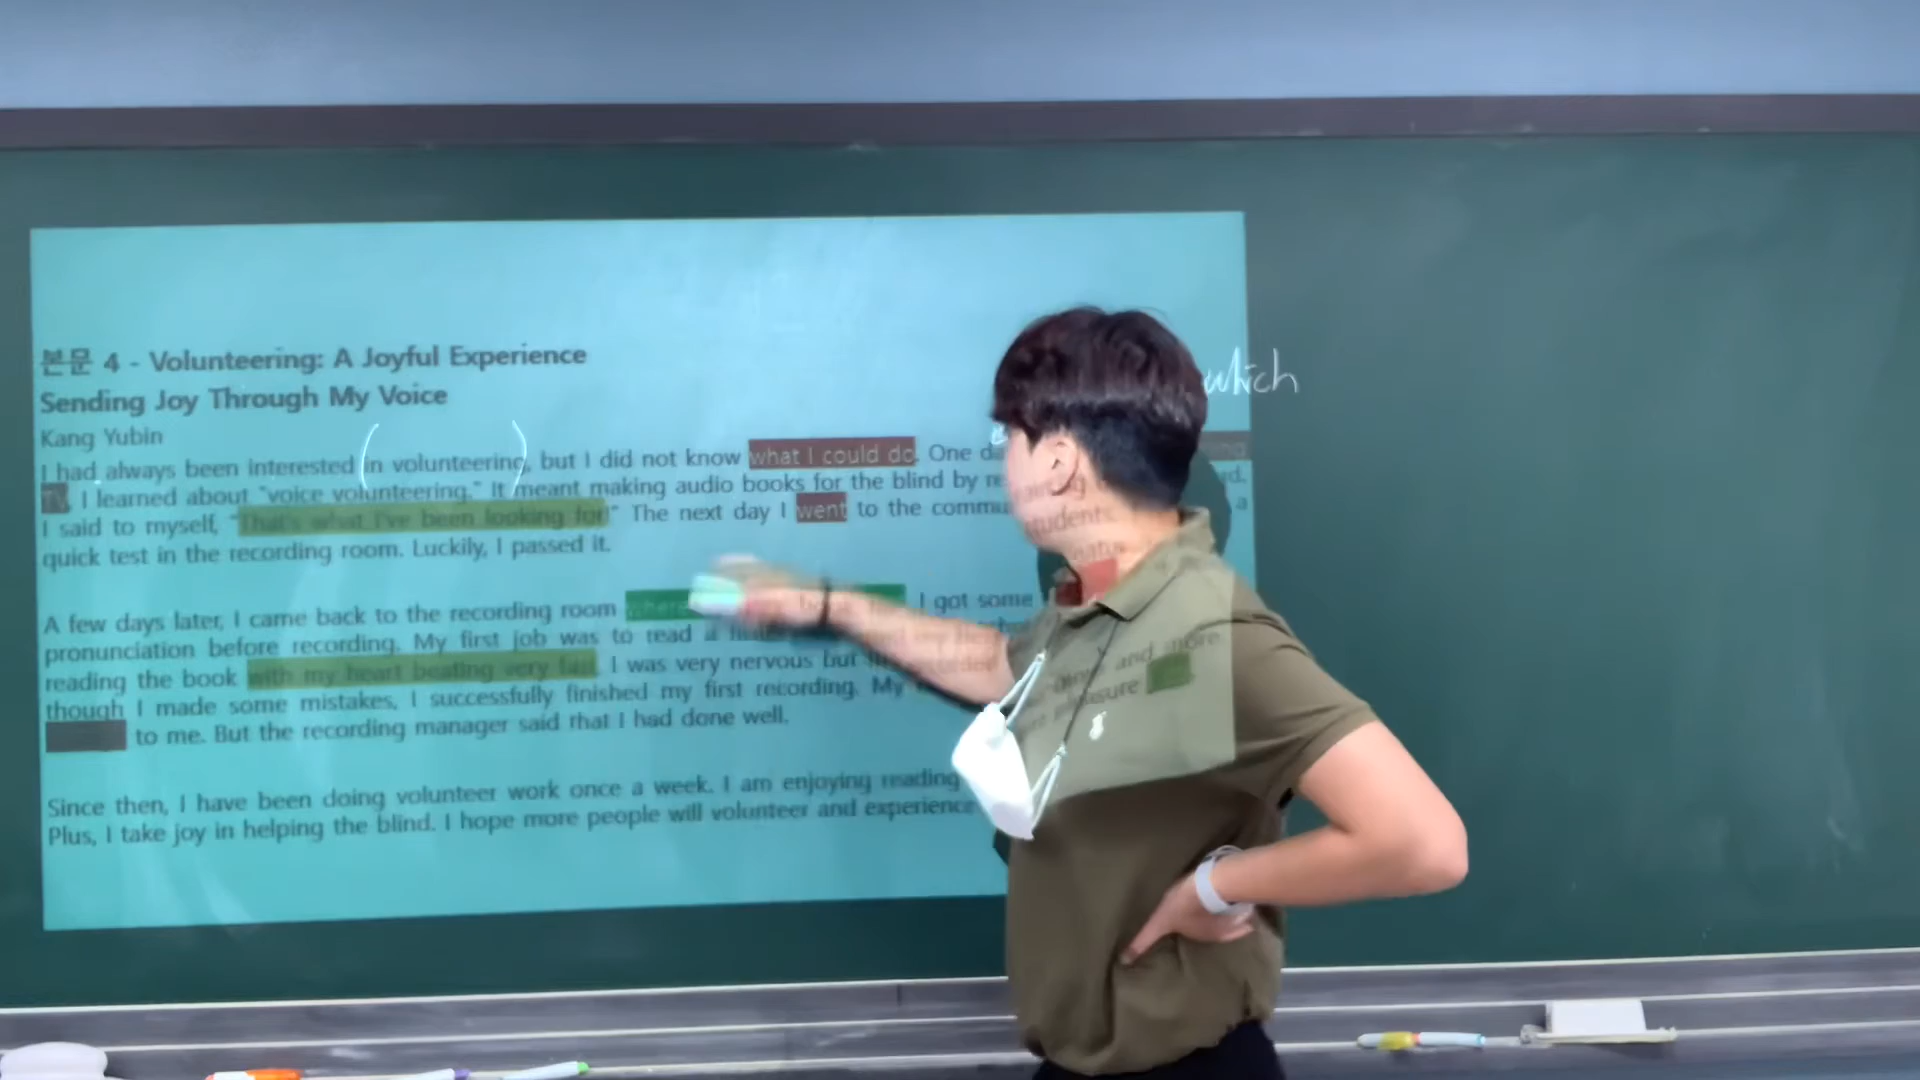 본문 4 - Volunteering: A Joyful Experience
Sending Joy Through My Voice
Kang Yubin
which
I had always been interested (in volunteering), but I did not know what I could do. One
TV, I learned about "voice volunteering." It meant making audio books for the blind by
I said to myself, "That's what I've been looking for!" The next day I went to the a
quick test in the recording room. Luckily, I passed it.
A few days later, I came back to the recording room where I got some
pronunciation before recording. My first job was to read a
reading the book with my heart beating very fast. I was very nervous but
though I made some mistakes, I successfully finished my first recording. My
to me. But the recording manager said rhat I had done well.
and more
Since then, I have been doing volunteer work once a week. I am enjoying reading
Plus, I take joy in helping the blind. I hope more people will volunteer and experience